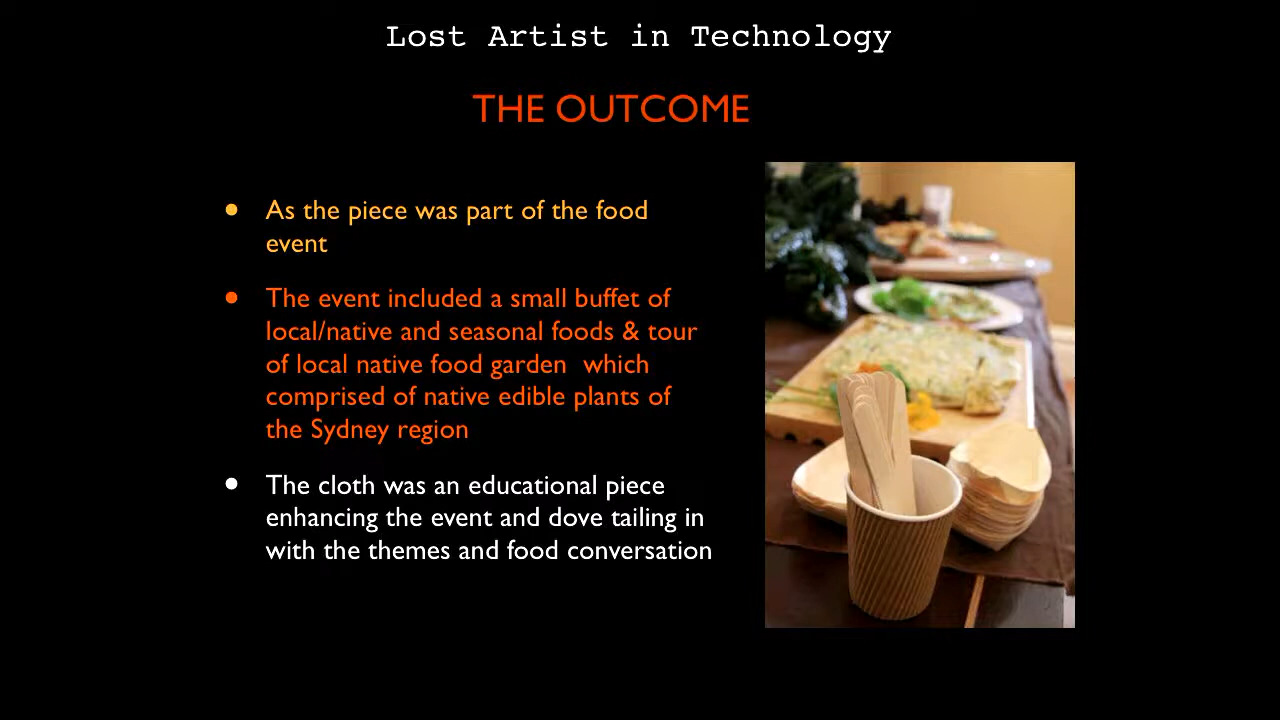 Lost Artist in Technology
THE OUTCOME
• As the piece was part of the food
event
• The event included a small buffet of
local/native and seasonal foods & tour
of local native food garden  which
comprised of native edible plants of
the Sydney region
• The cloth was an educational piece
enhancing the event and dove tailing in
with the themes and food conversation